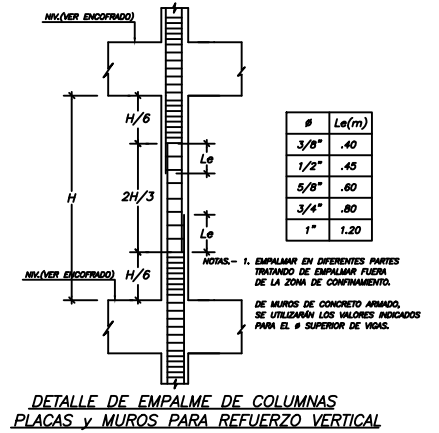 NIV.(VER ENCOFRADO)
H/6
Le
H
2H/3
Le
H/6
NIV.(VER ENCOFRADO)
ø Le(m)
3/8" .40
1/2" .45
5/8" .60
3/4" .80
1" 1.20
NOTAS.- 1. EMPALMAR EN DIFERENTES PARTES
TRATANDO DE EMPALMAR FUERA
DE LA ZONA DE CONFINAMIENTO.
DE MUROS DE CONCRETO ARMADO,
SE UTILIZARÁN LOS VALORES INDICADOS
PARA EL ø SUPERIOR DE VIGAS.
DETALLE DE EMPALME DE COLUMNAS
PLACAS y MUROS PARA REFUERZO VERTICAL